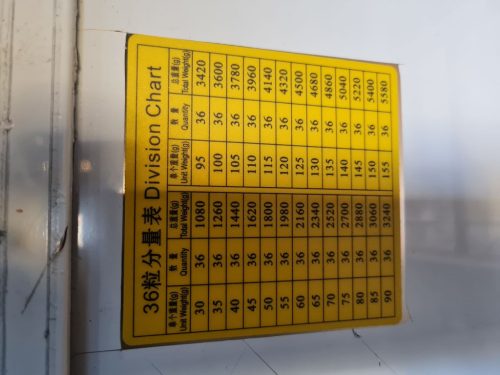 36粒分量表 Division Chart
单个重量(g) 数量 总重量(g) 单个重量(g) 数量 总重量(g)
Unit Weight(g) Quantity Total Weight(g) Unit Weight(g) Quantity Total Weight(g)
30 36 1080 95 36 3420
35 36 1260 100 36 3600
40 36 1440 105 36 3780
45 36 1620 110 36 3960
50 36 1800 115 36 4140
55 36 1980 120 36 4320
60 36 2160 125 36 4500
65 36 2340 130 36 4680
70 36 2520 135 36 4860
75 36 2700 140 36 5040
80 36 2880 145 36 5220
85 36 3060 150 36 5400
90 36 3240 155 36 5580